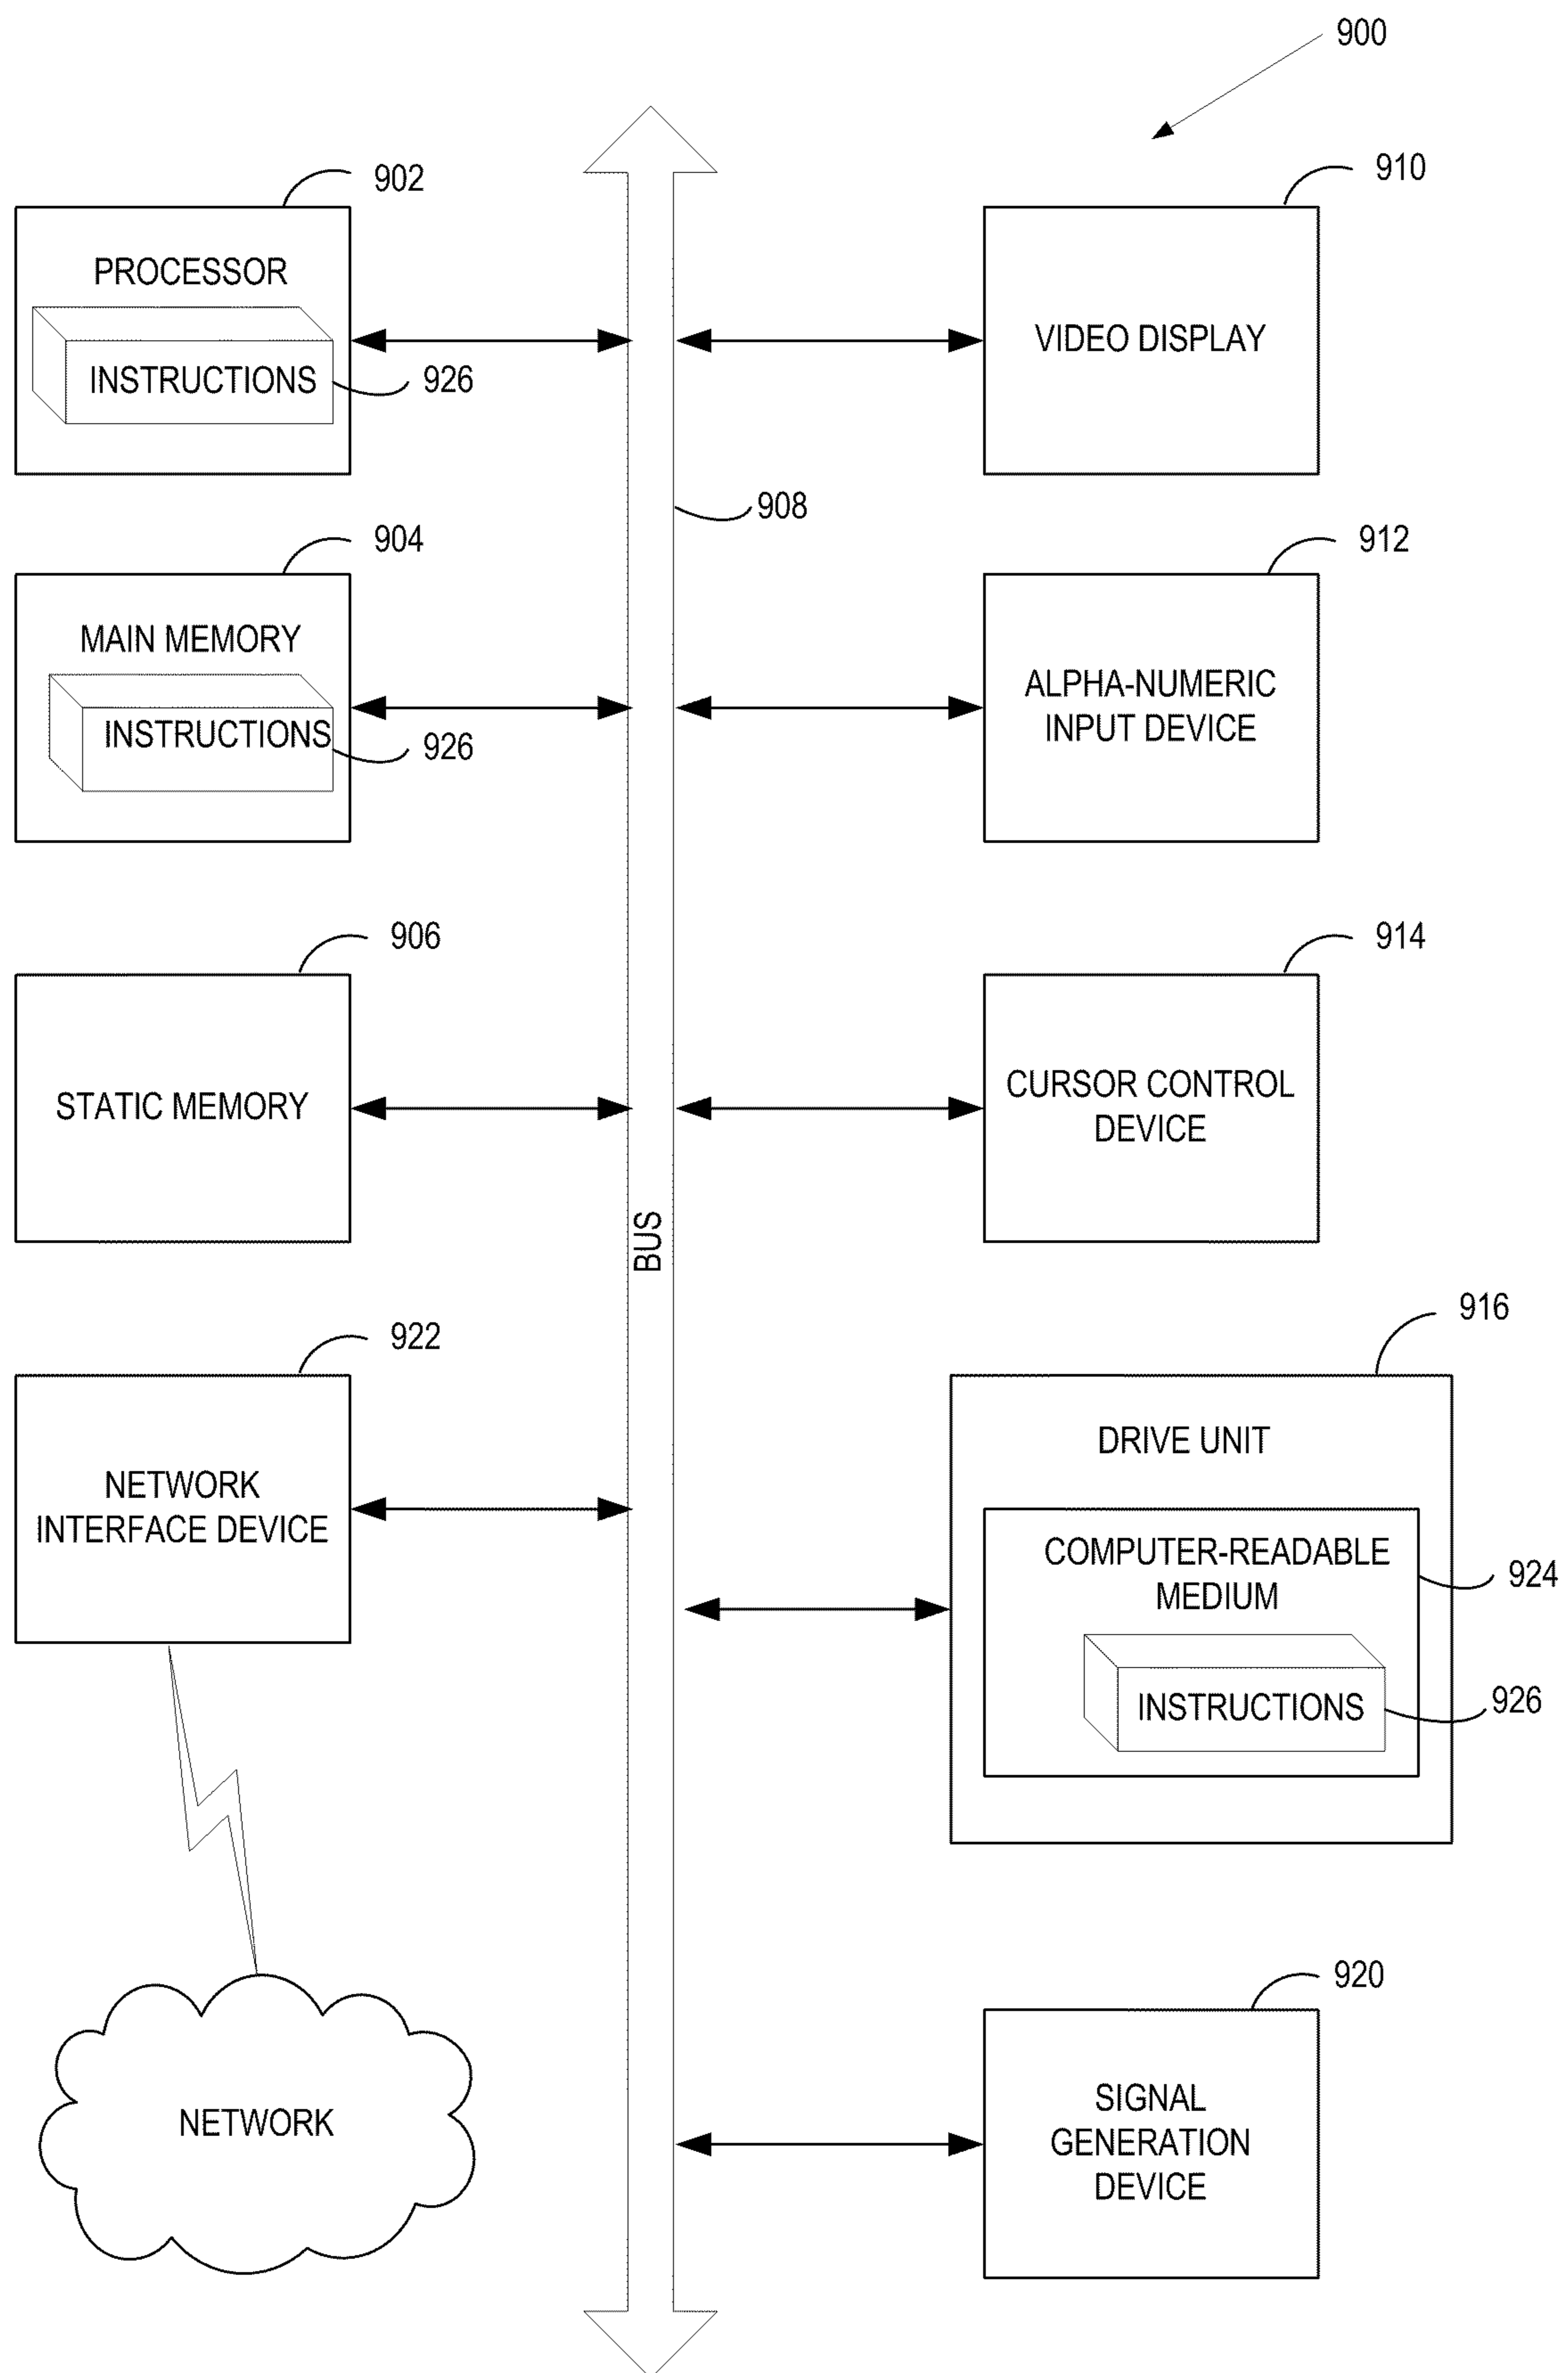 900
902
PROCESSOR
INSTRUCTIONS
926
904
MAIN MEMORY
INSTRUCTIONS
926
906
STATIC MEMORY
922
NETWORK
INTERFACE DEVICE
NETWORK
908
BUS
910
VIDEO DISPLAY
912
ALPHA-NUMERIC
INPUT DEVICE
914
CURSOR CONTROL
DEVICE
916
DRIVE UNIT
COMPUTER-READABLE
MEDIUM
924
INSTRUCTIONS
926
920
SIGNAL
GENERATION
DEVICE